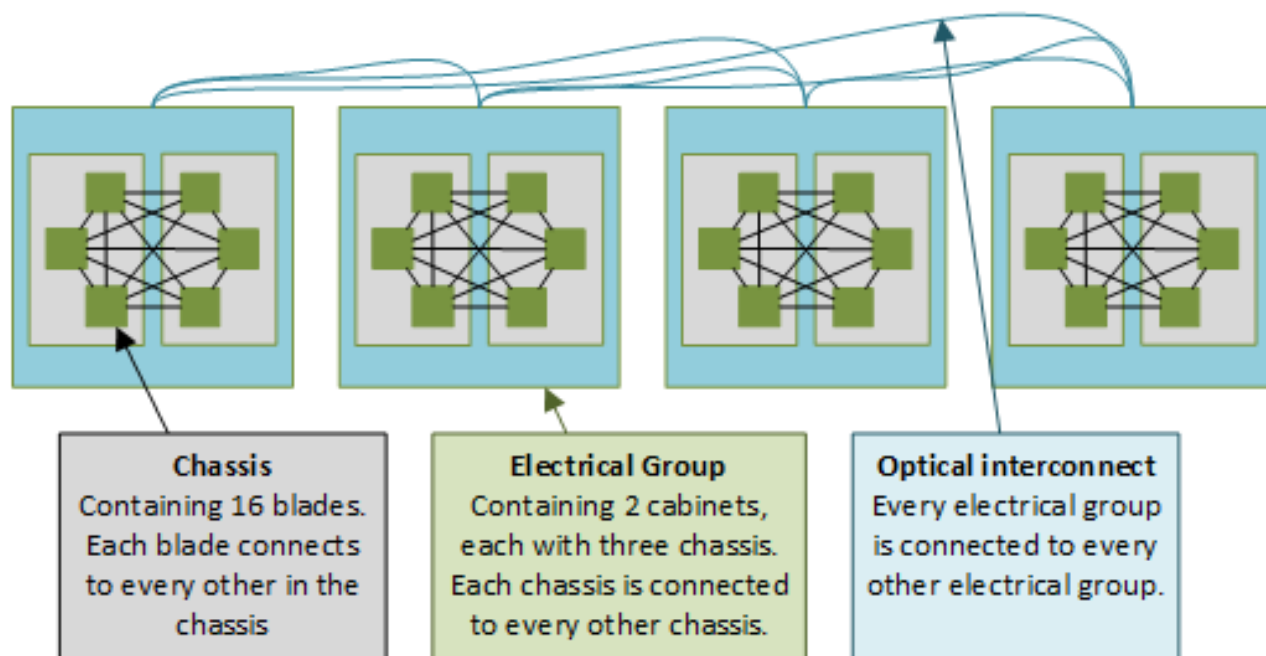 Chassis
Containing 16 blades.
Each blade connects
to every other in the
chassis
Electrical Group
Containing 2 cabinets,
each with three chassis.
Each chassis is connected
to every other chassis.
Optical interconnect
Every electrical group
is connected to every
other electrical group.